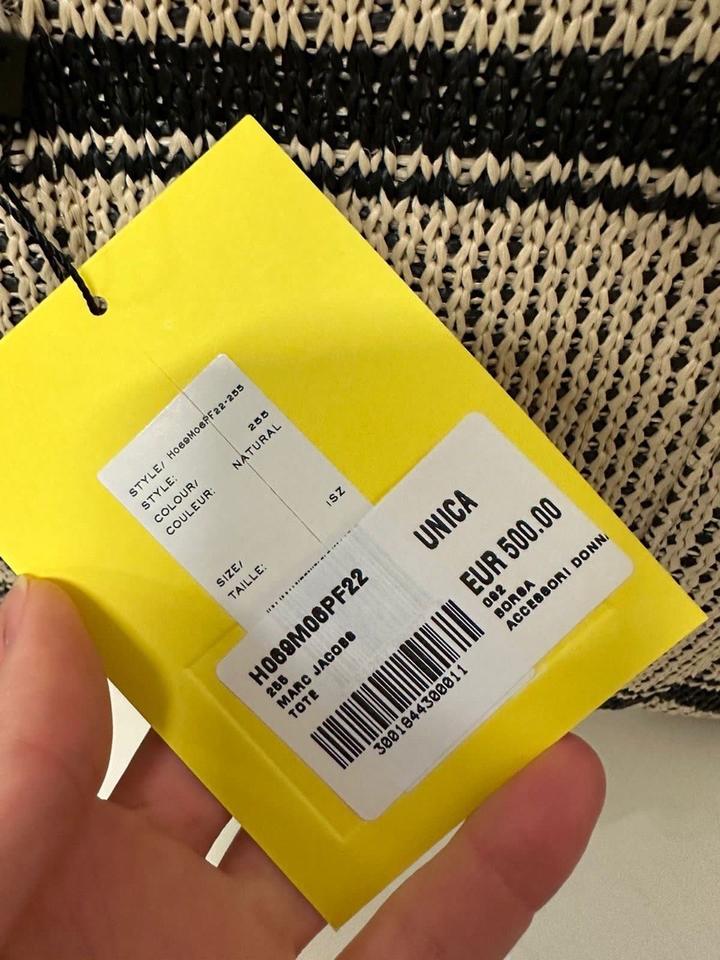 STYLE/ H069M06PF22-255
STYLE: 255
COLOUR/ NATURAL
COULEUR:
SIZE/ 1SZ
TAILLE:
UNICA
H069M06PF22
255
MARC JACOBS
TOTE
EUR 500.00
092
BORSA
ACCESSORI DONNA
3001844300011